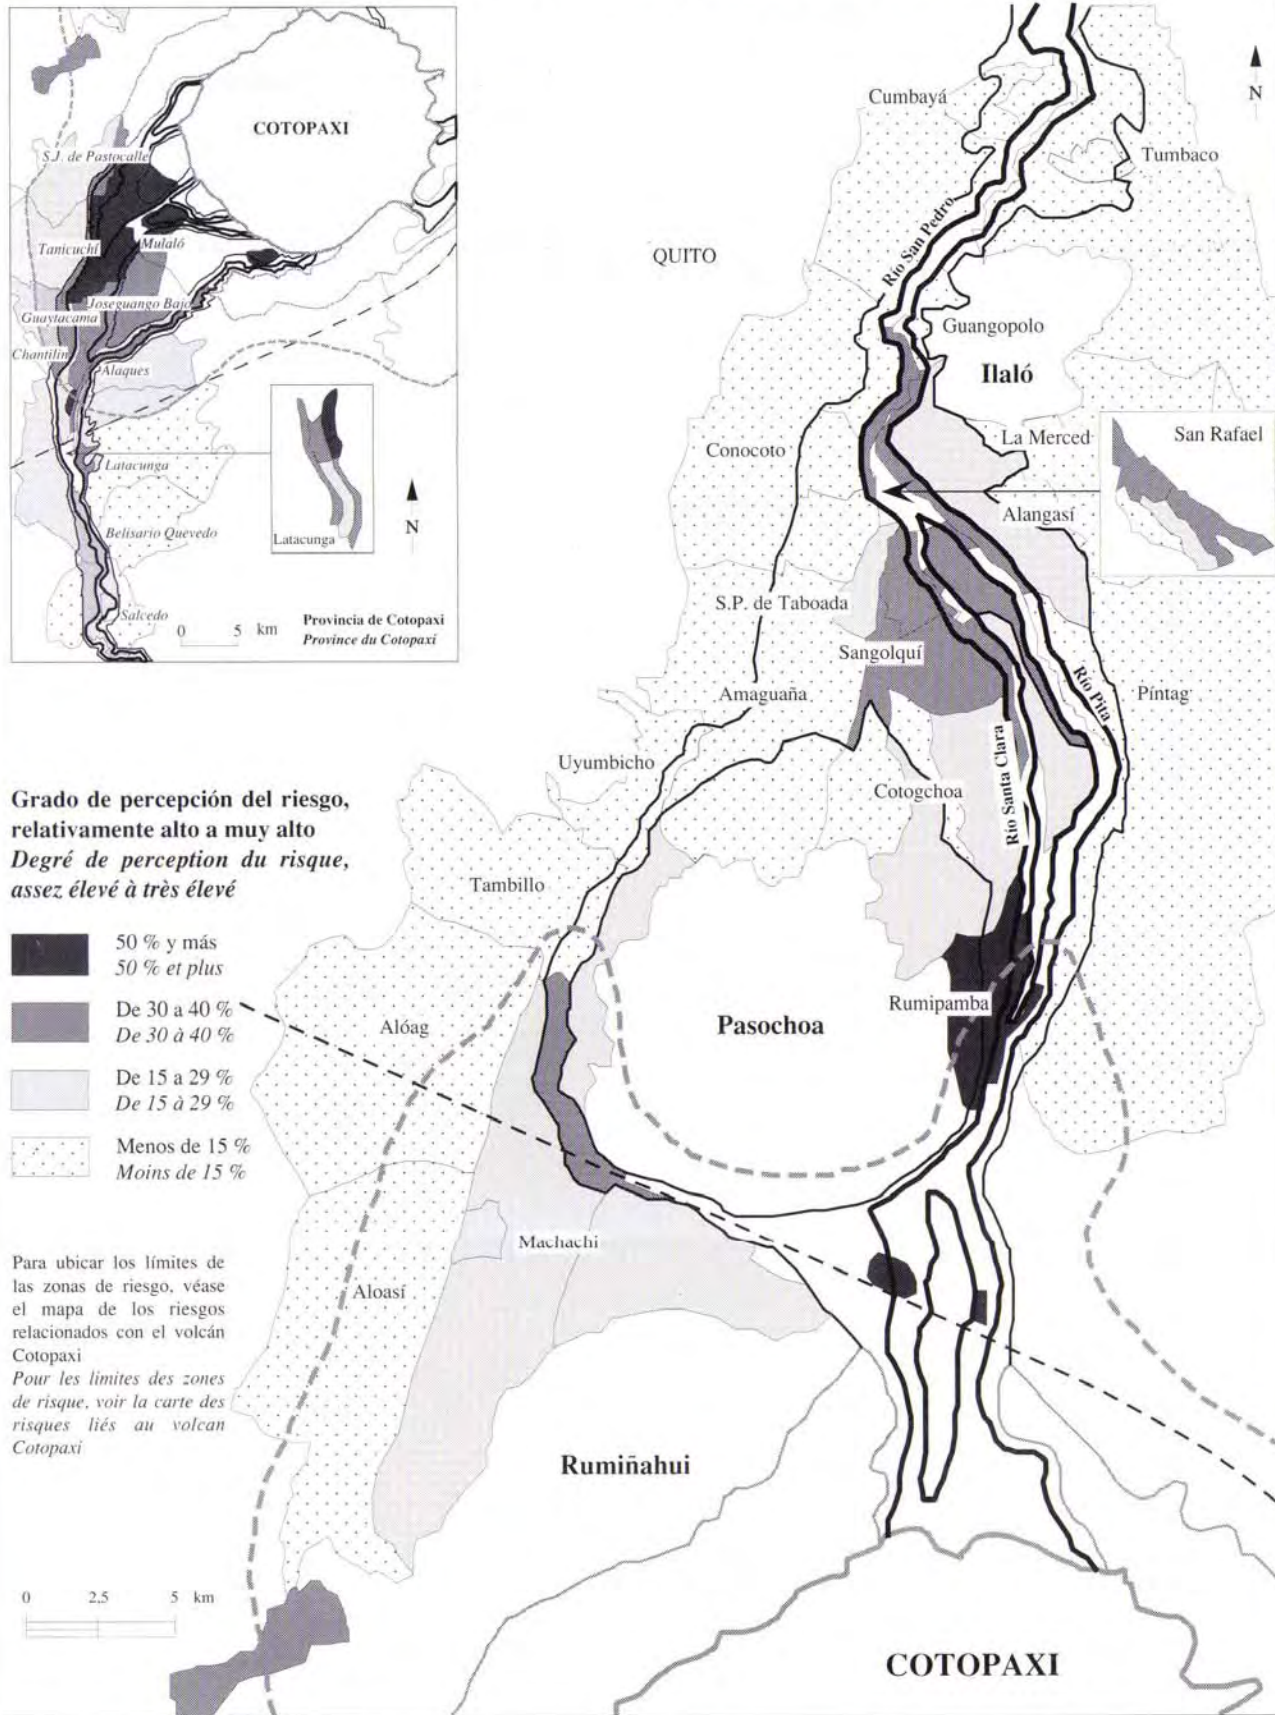 COTOPAXI
S.J. de Pastocalle
Tanicuchí
Mulaló
Joseguango Bajo
Guaytacama
Chantilín
Alaques
Latacunga
Belisario Quevedo
Salcedo
Latacunga
N
0 5 km
Provincia de Cotopaxi
Province du Cotopaxi
N
Cumbayá
Tumbaco
Río San Pedro
QUITO
Guangopolo
Ilaló
La Merced
San Rafael
Conocoto
Alangasí
S.P. de Taboada
Sangolquí
Río Pita
Píntag
Amaguaña
Río Santa Clara
Uyumbicho
Cotogchoa
Tambillo
Rumipamba
Alóag
Pasochoa
Machachi
Aloasí
Rumiñahui
COTOPAXI
Grado de percepción del riesgo,
relativamente alto a muy alto
Degré de perception du risque,
assez élevé à très élevé
50 % y más
50 % et plus
De 30 a 40 %
De 30 à 40 %
De 15 a 29 %
De 15 à 29 %
Menos de 15 %
Moins de 15 %
Para ubicar los límites de
las zonas de riesgo, véase
el mapa de los riesgos
relacionados con el volcán
Cotopaxi
Pour les limites des zones
de risque, voir la carte des
risques liés au volcan
Cotopaxi
0 2,5 5 km